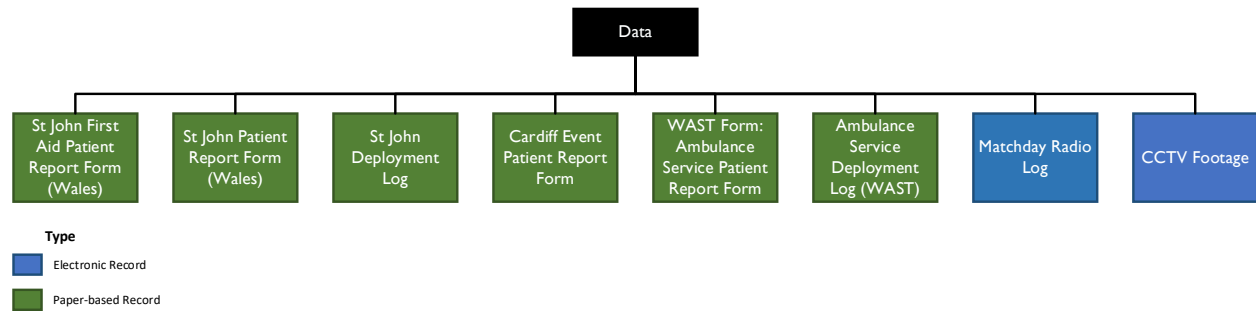 Data
St John First
Aid Patient
Report Form
(Wales)
St John Patient
Report Form
(Wales)
St John
Deployment
Log
Cardiff Event
Patient Report
Form
WAST Form:
Ambulance
Service Patient
Report Form
Ambulance
Service
Deployment
Log (WAST)
Matchday Radio
Log
CCTV Footage
Type
Electronic Record
Paper-based Record